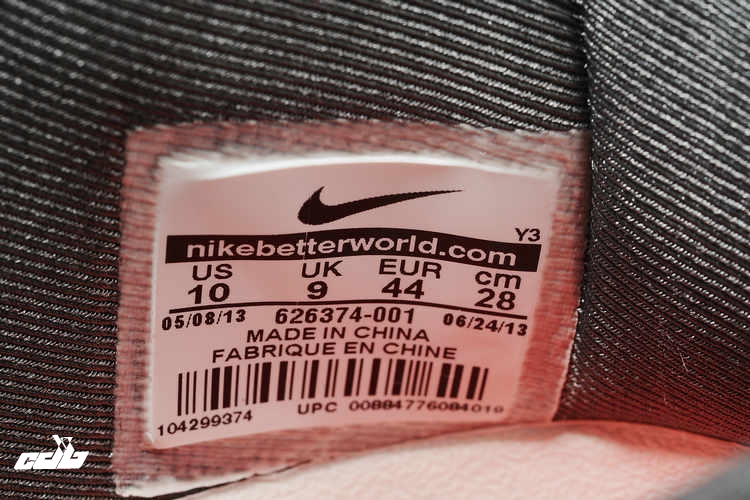 Y3
nikebetterworld.com
US UK EUR cm
10 9 44 28
05/08/13 626374-001 06/24/13
MADE IN CHINA
FABRIQUE EN CHINE
104299374 UPC 00884776084019
cdb